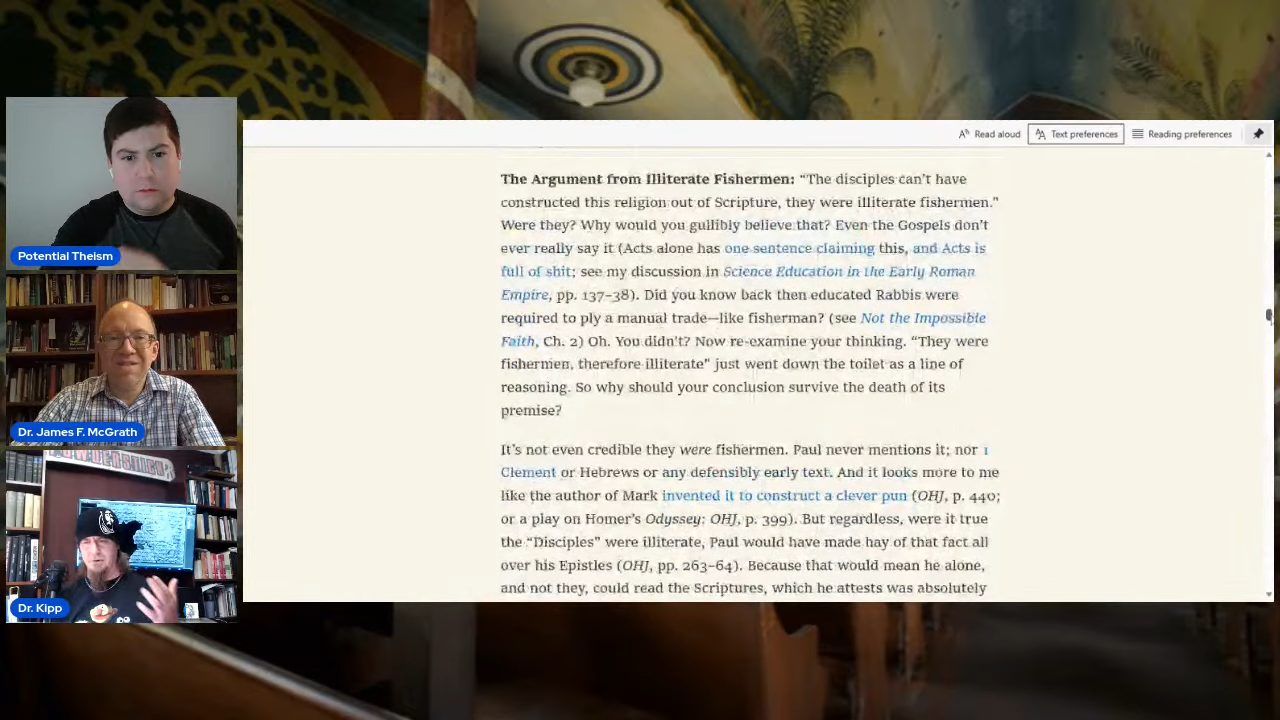 Read aloud
Text preferences
Reading preferences
The Argument from Illiterate Fishermen: “The disciples can’t have
constructed this religion out of Scripture, they were illiterate fishermen.”
Were they? Why would you gullibly believe that? Even the Gospels don’t
ever really say it (Acts alone has one sentence claiming this, and Acts is
full of shit; see my discussion in Science Education in the Early Roman
Empire, pp. 137–38). Did you know back then educated Rabbis were
required to ply a manual trade—like fisherman? (see Not the Impossible
Faith, Ch. 2) Oh. You didn’t? Now re-examine your thinking. “They were
fishermen, therefore illiterate” just went down the toilet as a line of
reasoning. So why should your conclusion survive the death of its
premise?
It’s not even credible they were fishermen. Paul never mentions it; nor 1
Clement or Hebrews or any defensibly early text. And it looks more to me
like the author of Mark invented it to construct a clever pun (OHJ, p. 440;
or a play on Homer’s Odyssey: OHJ, p. 399). But regardless, were it true
the “Disciples” were illiterate, Paul would have made hay of that fact all
over his Epistles (OHJ, pp. 263–64). Because that would mean he alone,
and not they, could read the Scriptures, which he attests was absolutely
Potential Theism
Dr. James F. McGrath
Dr. Kipp